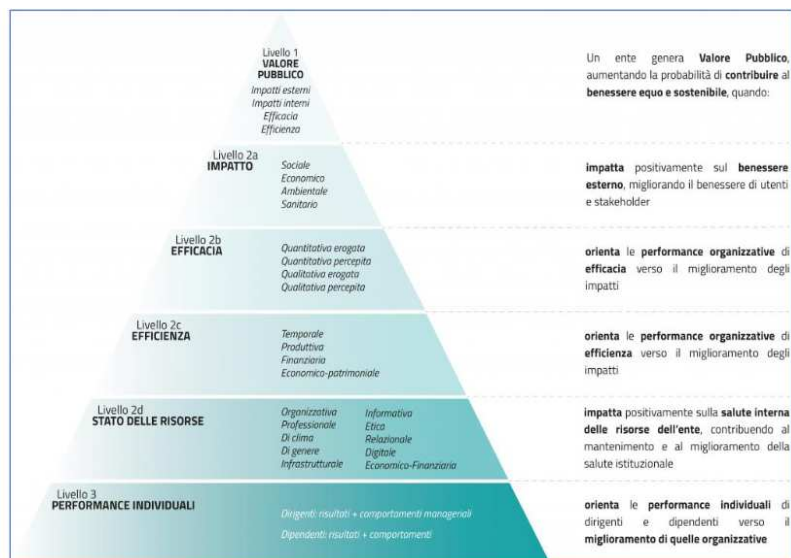 Livello 1
VALORE
PUBBLICO
Impatti esterni
Impatti interni
Efficacia
Efficienza
Un ente genera Valore Pubblico,
aumentando la probabilità di contribuire al
benessere equo e sostenibile, quando:
Livello 2a
IMPATTO
Sociale
Economico
Ambientale
Sanitario
impatta positivamente sul benessere
esterno, migliorando il benessere di utenti
e stakeholder
Livello 2b
EFFICACIA
Quantitativa erogata
Quantitativa percepita
Qualitativa erogata
Qualitativa percepita
orienta le performance organizzative di
efficacia verso il miglioramento degli
impatti
Livello 2c
EFFICIENZA
Temporale
Produttiva
Finanziaria
Economico-patrimoniale
orienta le performance organizzative di
efficienza verso il miglioramento degli
impatti
Livello 2d
STATO DELLE RISORSE
Organizzativa
Professionale
Di clima
Di genere
Infrastrutturale
Informativa
Etica
Relazionale
Digitale
Economico-Finanziaria
impatta positivamente sulla salute interna
delle risorse dell'ente, contribuendo al
mantenimento e al miglioramento della
salute istituzionale
Livello 3
PERFORMANCE INDIVIDUALI
Dirigenti: risultati + comportamenti manageriali
Dipendenti: risultati + comportamenti
orienta le performance individuali di
dirigenti e dipendenti verso il
miglioramento di quelle organizzative